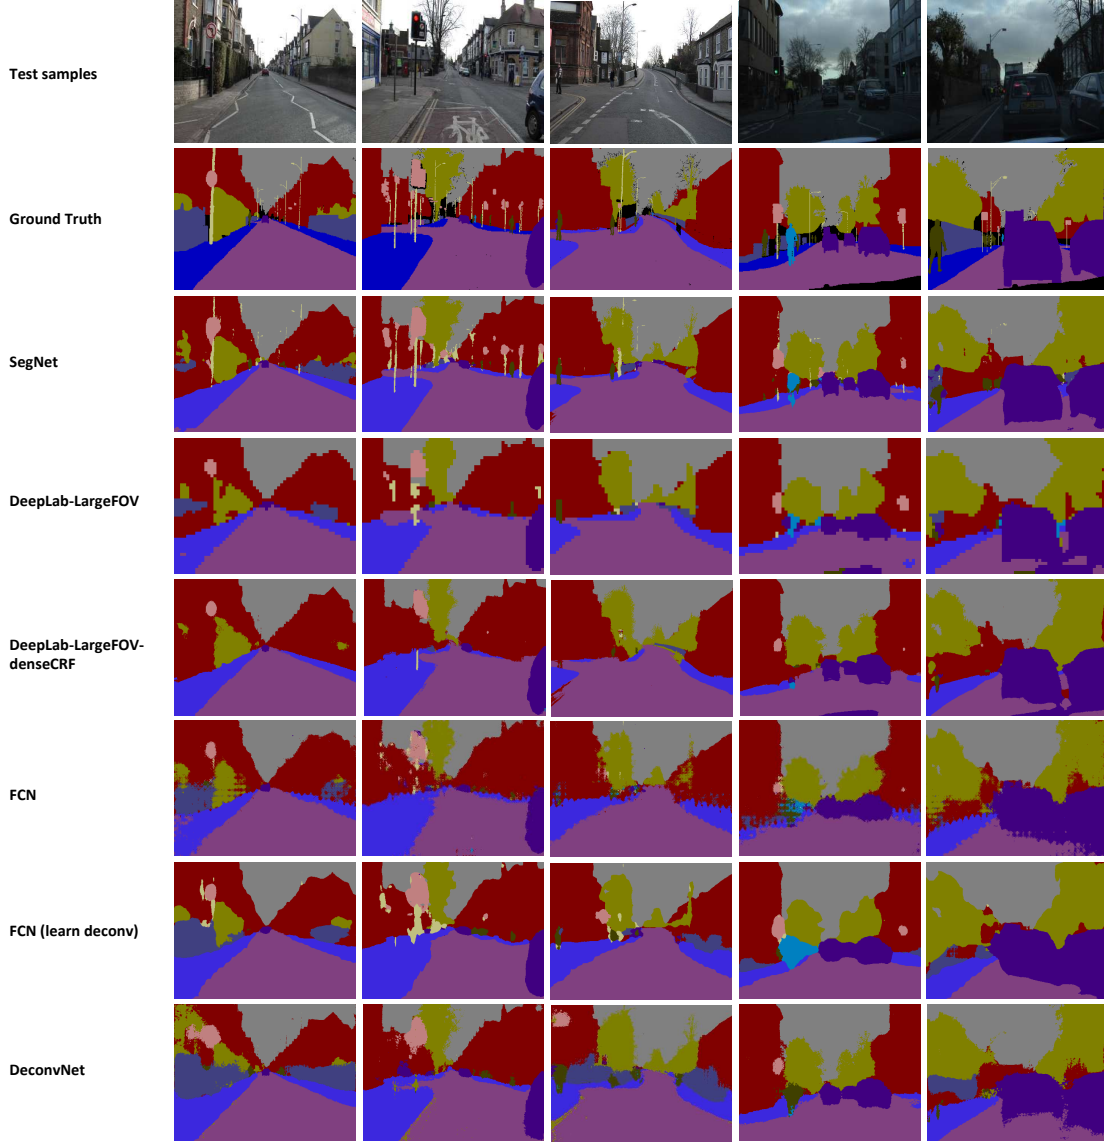 Test samples
Ground Truth
SegNet
DeepLab-LargeFOV
DeepLab-LargeFOV-
denseCRF
FCN
FCN (learn deconv)
DeconvNet